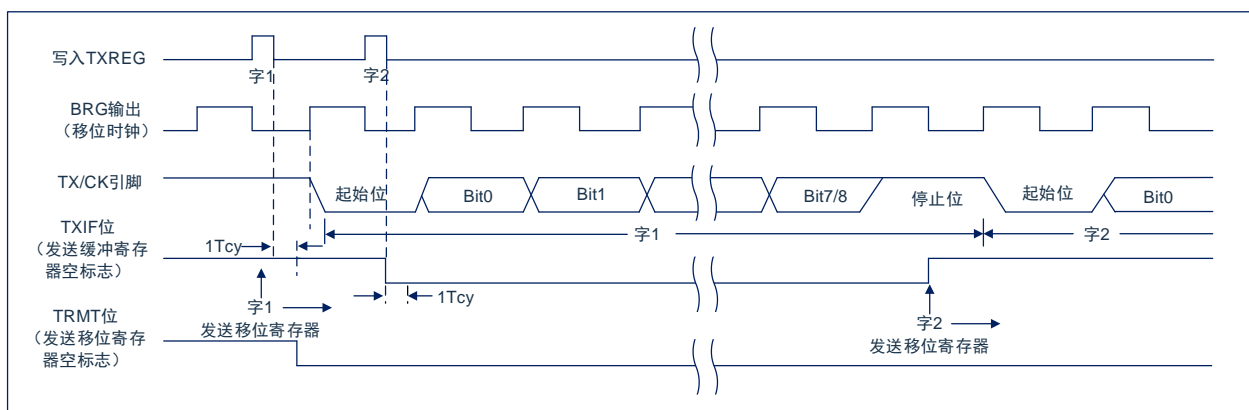 写入TXREG
字1
字2
BRG输出
（移位时钟）
TX/CK引脚
起始位
Bit0
Bit1
Bit7/8
停止位
起始位
Bit0
TXIF位
（发送缓冲寄存
器空标志）
1Tcy
字1
字2
1Tcy
字1
发送移位寄存器
字2
发送移位寄存器
TRMT位
（发送移位寄存
器空标志）